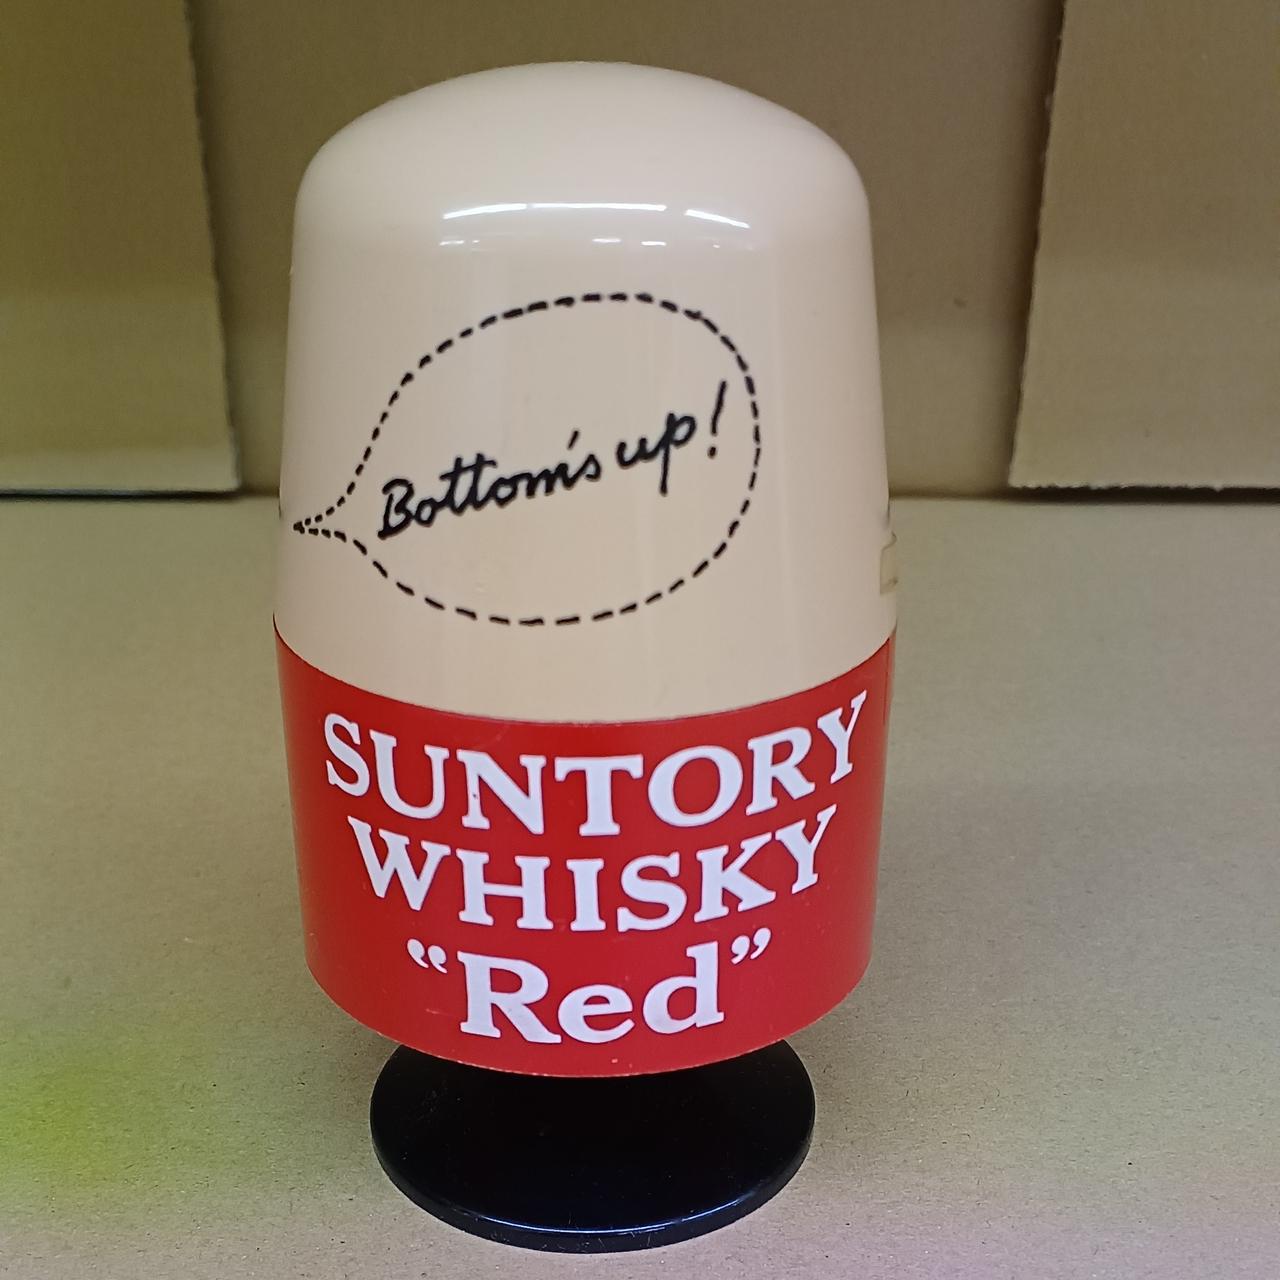 Bottom's up!
SUNTORY
WHISKY
“Red”